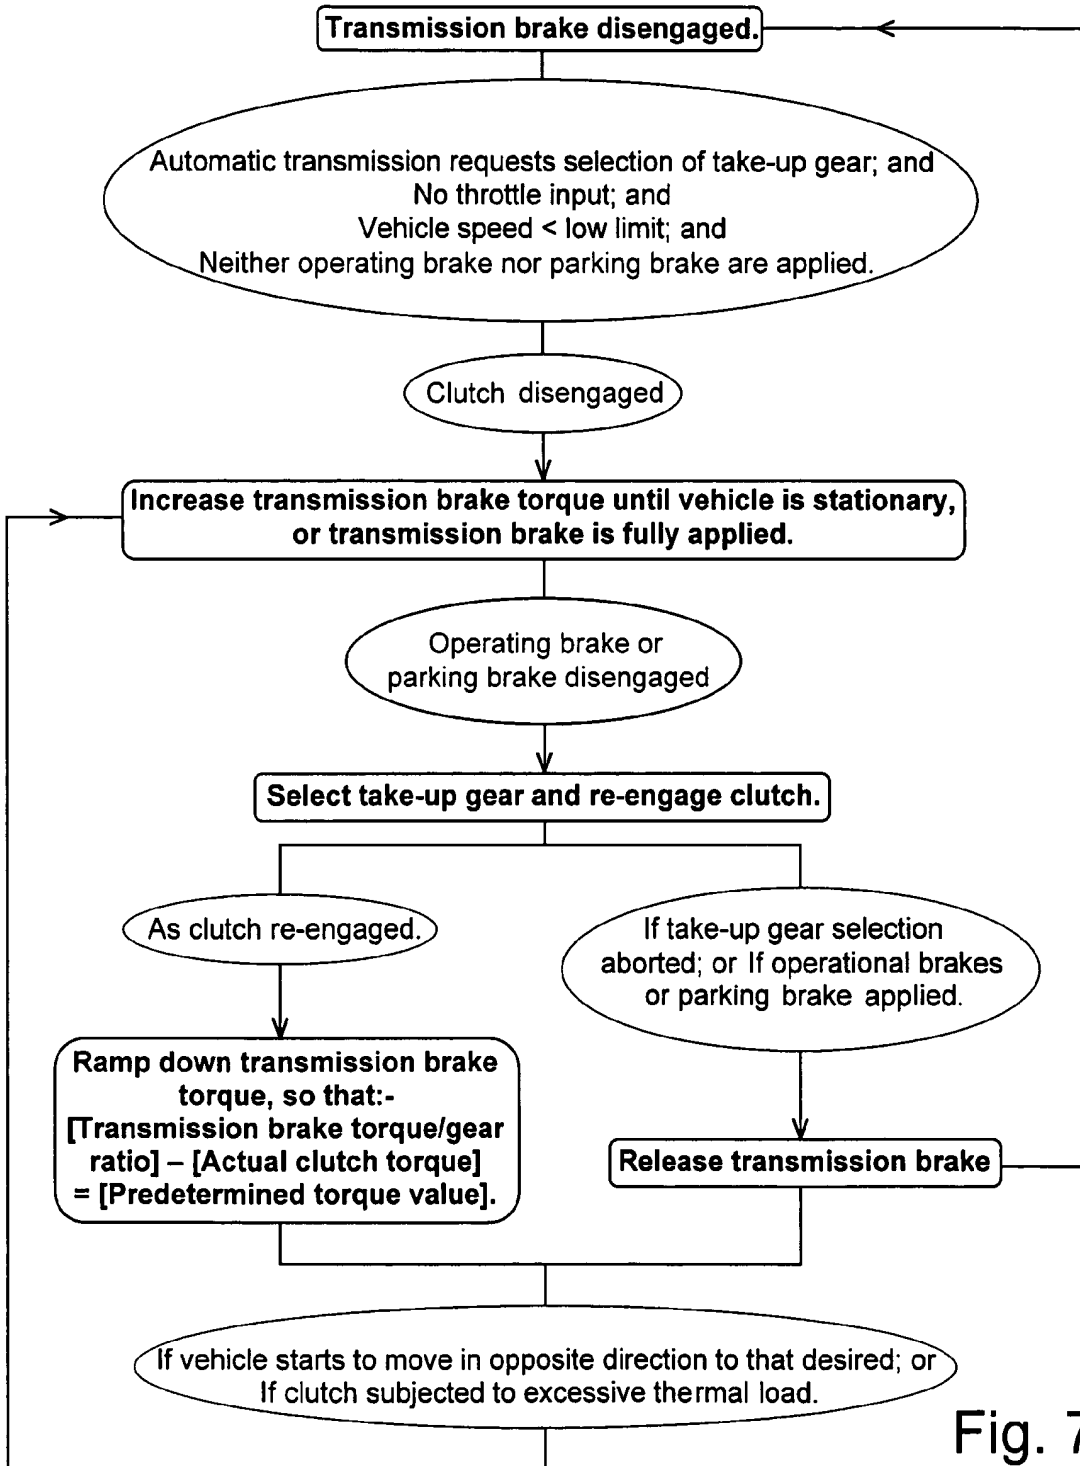 Transmission brake disengaged.
Automatic transmission requests selection of take-up gear; and
No throttle input; and
Vehicle speed < low limit; and
Neither operating brake nor parking brake are applied.
Clutch disengaged
Increase transmission brake torque until vehicle is stationary,
or transmission brake is fully applied.
Operating brake or
parking brake disengaged
Select take-up gear and re-engage clutch.
As clutch re-engaged.
If take-up gear selection
aborted; or If operational brakes
or parking brake applied.
Ramp down transmission brake
torque, so that:-
[Transmission brake torque/gear
ratio] – [Actual clutch torque]
= [Predetermined torque value].
Release transmission brake
If vehicle starts to move in opposite direction to that desired; or
If clutch subjected to excessive thermal load.
Fig. 7